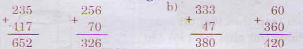 235 256 b) 333 60
+ + + +
417 70 47 360
652 326 380 420